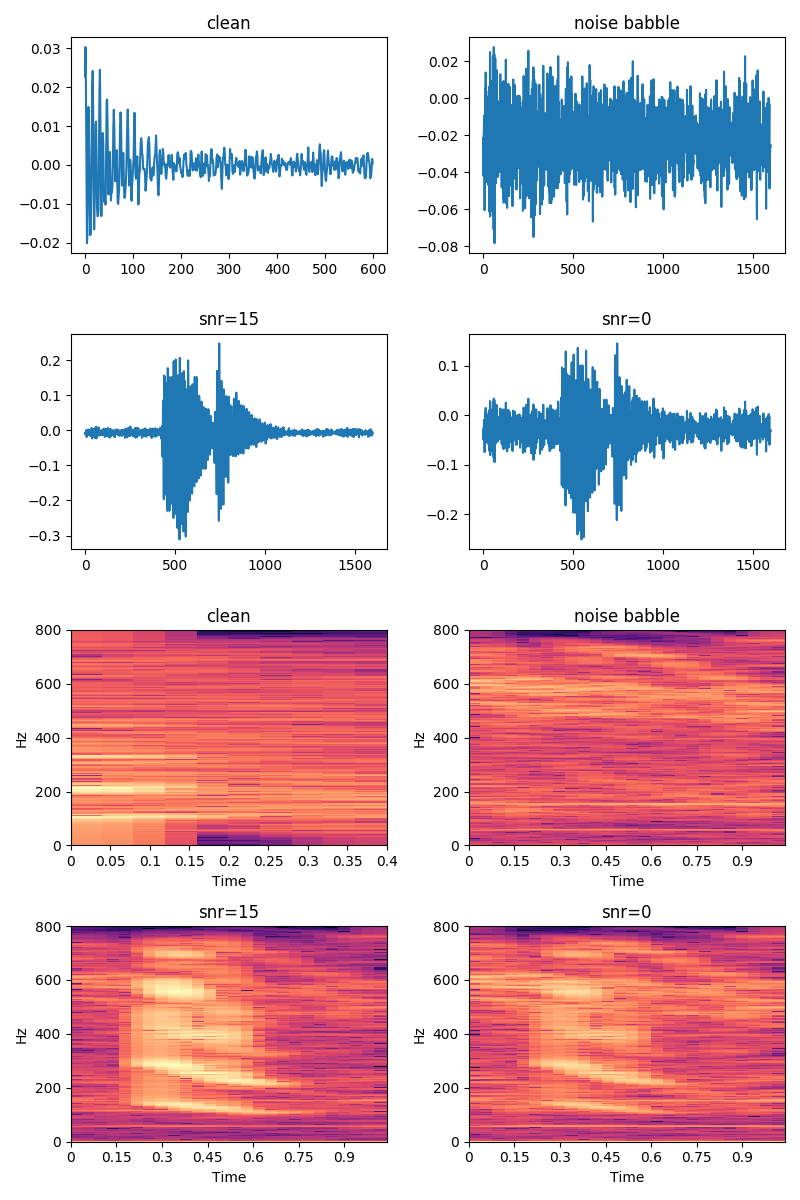 clean
0.03
0.02
0.01
0.00
−0.01
−0.02
0 100 200 300 400 500 600
noise babble
0.02
0.00
−0.02
−0.04
−0.06
−0.08
0 500 1000 1500
snr=15
0.2
0.1
0.0
−0.1
−0.2
−0.3
0 500 1000 1500
snr=0
0.1
0.0
−0.1
−0.2
0 500 1000 1500
clean
800
600
400
200
0
Hz
0 0.05 0.1 0.15 0.2 0.25 0.3 0.35 0.4
Time
noise babble
800
600
400
200
0
Hz
0 0.15 0.3 0.45 0.6 0.75 0.9
Time
snr=15
800
600
400
200
0
Hz
0 0.15 0.3 0.45 0.6 0.75 0.9
Time
snr=0
800
600
400
200
0
Hz
0 0.15 0.3 0.45 0.6 0.75 0.9
Time